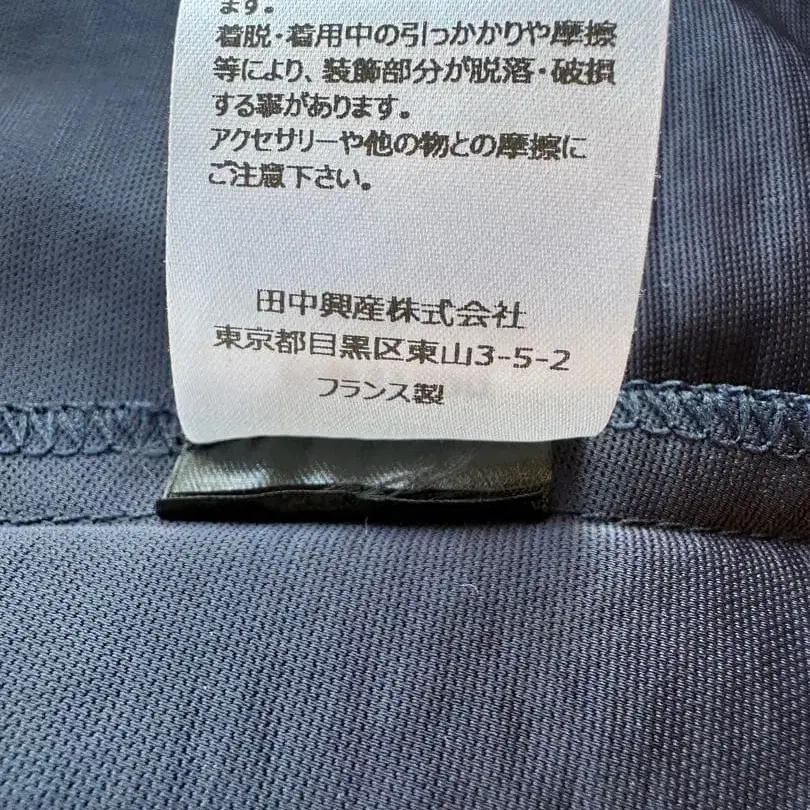 ます。
着脱・着用中の引っかかりや摩擦
等により、装飾部分が脱落・破損
する事があります。
アクセサリーや他の物との摩擦に
ご注意下さい。
田中興産株式会社
東京都目黒区東山3-5-2
フランス製